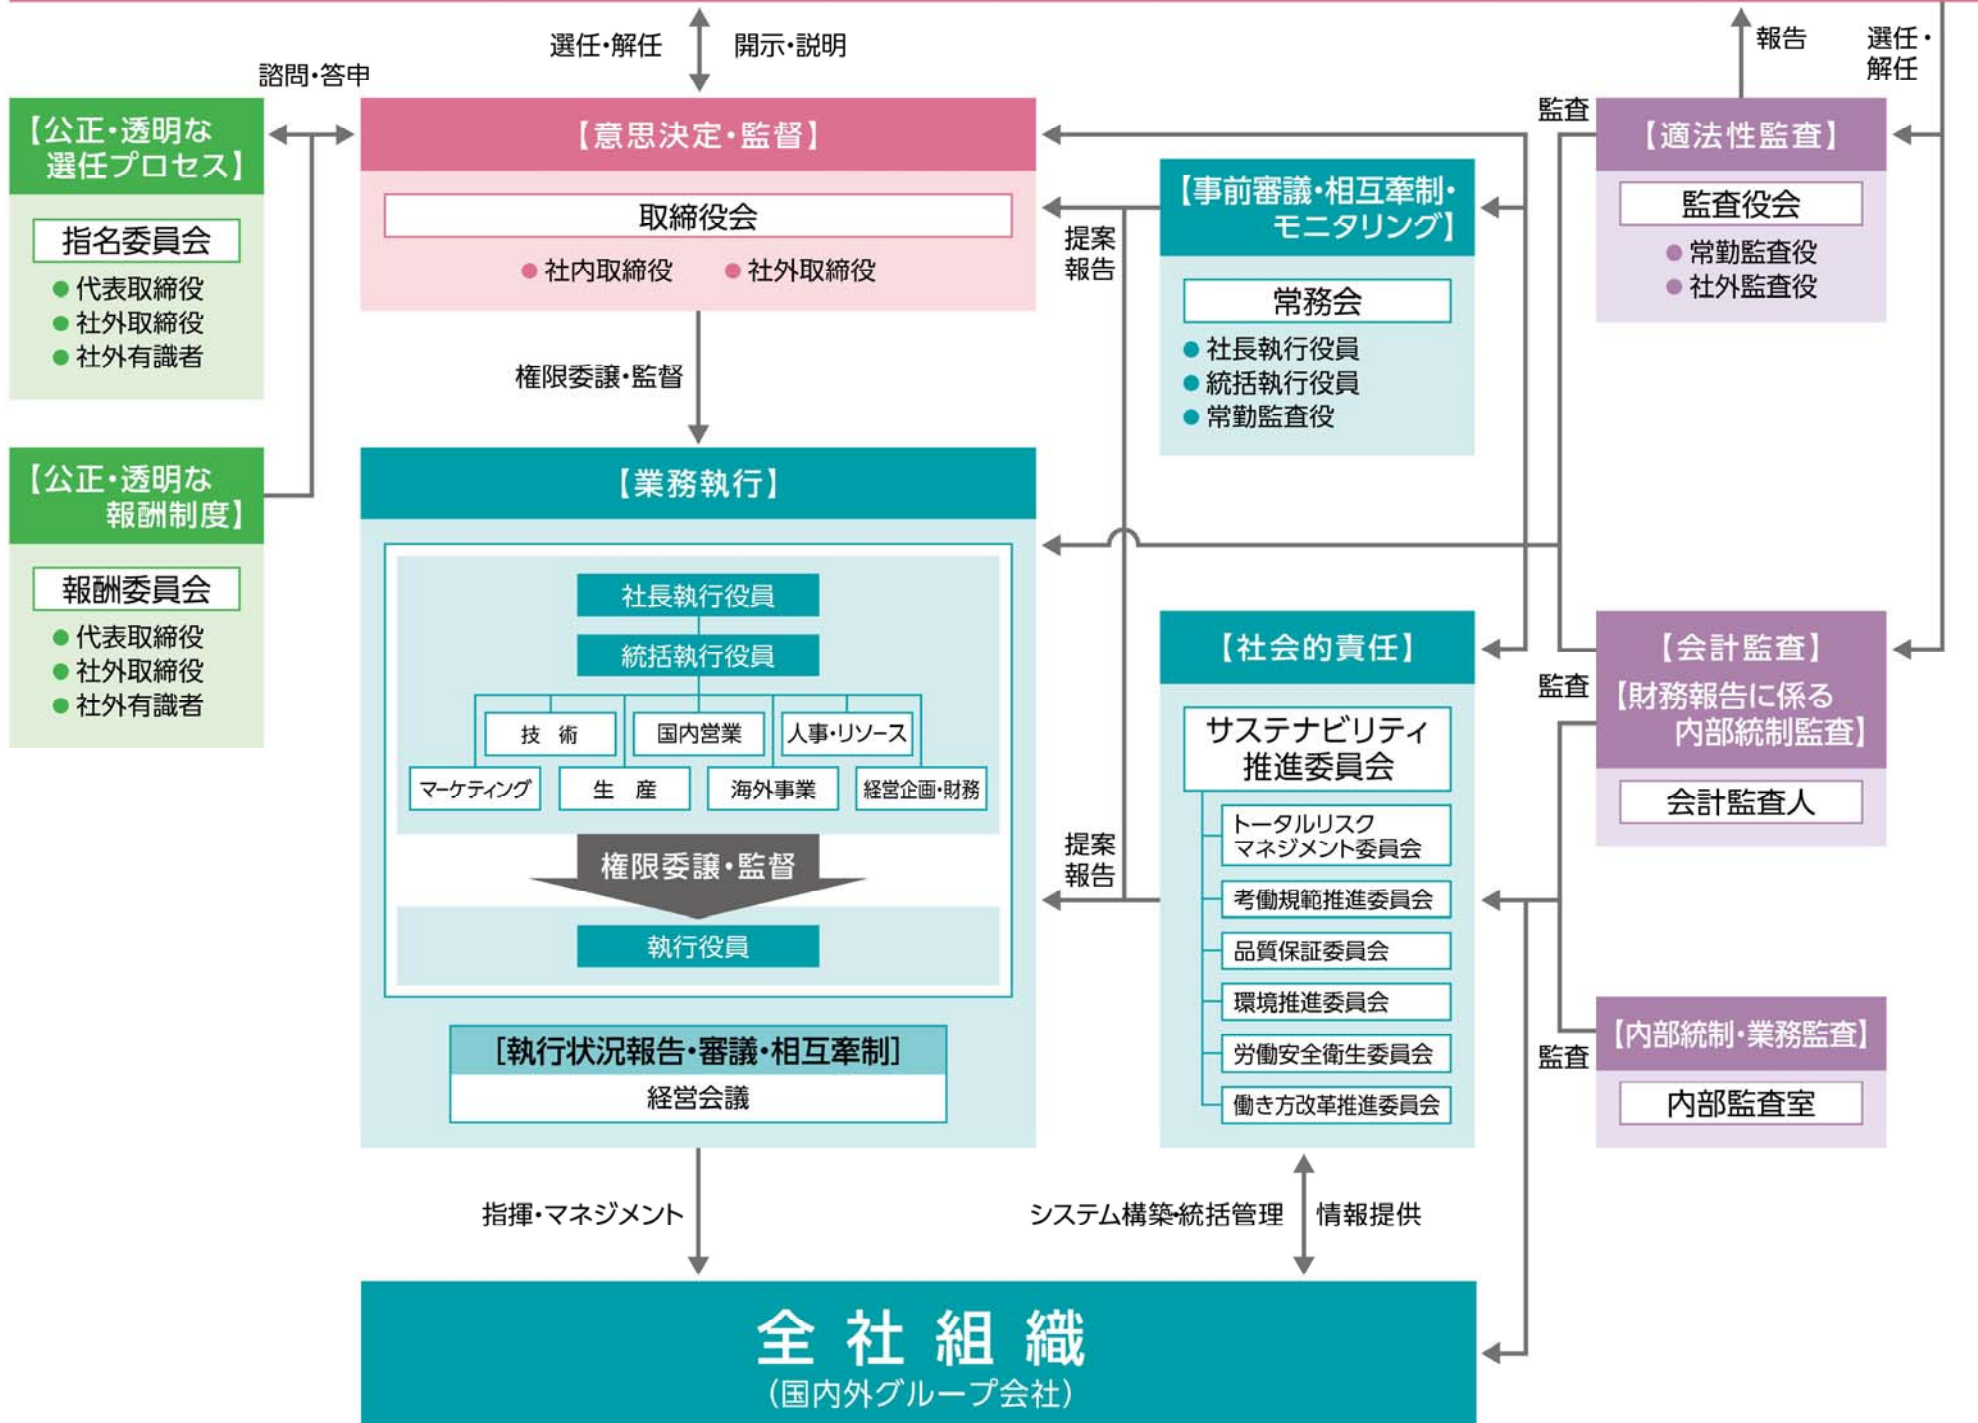 選任・解任
開示・説明
報告
選任・
解任
諮問・答申
【公正・透明な
選任プロセス】
指名委員会
代表取締役
社外取締役
社外有識者
【公正・透明な
報酬制度】
報酬委員会
代表取締役
社外取締役
社外有識者
【意思決定・監督】
取締役会
社内取締役
社外取締役
権限委譲・監督
提案
報告
【事前審議・相互牽制・
モニタリング】
常務会
社長執行役員
統括執行役員
常勤監査役
監査
【適法性監査】
監査役会
常勤監査役
社外監査役
【業務執行】
社長執行役員
統括執行役員
技 術
国内営業
人事・リソース
マーケティング
生 産
海外事業
経営企画・財務
権限委譲・監督
執行役員
[執行状況報告・審議・相互牽制]
経営会議
提案
報告
【社会的責任】
サステナビリティ
推進委員会
トータルリスク
マネジメント委員会
考働規範推進委員会
品質保証委員会
環境推進委員会
労働安全衛生委員会
働き方改革推進委員会
監査
【会計監査】
【財務報告に係る
内部統制監査】
会計監査人
監査
【内部統制・業務監査】
内部監査室
指揮・マネジメント
システム構築・統括管理
情報提供
全社組織
（国内外グループ会社）